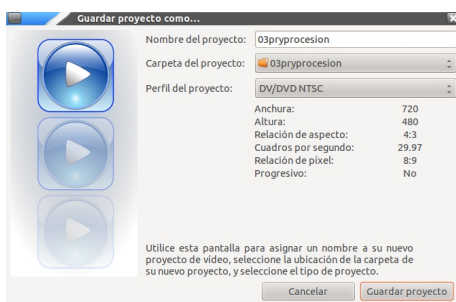 Guardar proyecto como...
Nombre del proyecto: 03pryprocesion
Carpeta del proyecto: 03pryprocesion
Perfil del proyecto: DV/DVD NTSC
Anchura: 720
Altura: 480
Relación de aspecto: 4:3
Cuadros por segundo: 29.97
Relación de píxel: 8:9
Progresivo: No
Utilice esta pantalla para asignar un nombre a su nuevo
proyecto de vídeo, seleccione la ubicación de la carpeta de
su nuevo proyecto, y seleccione el tipo de proyecto.
Cancelar Guardar proyecto